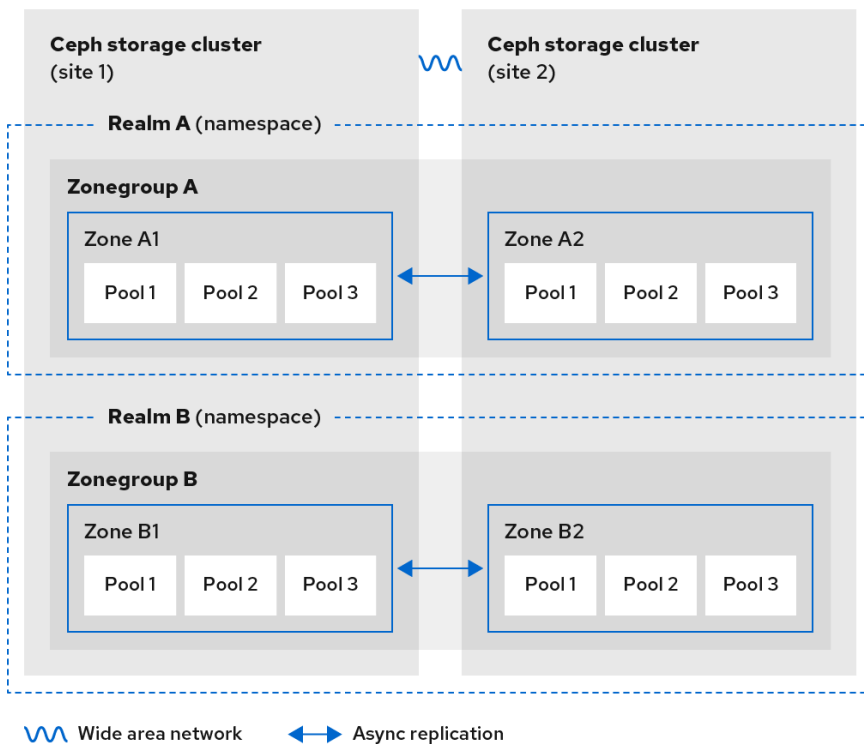 Ceph storage cluster
(site 1)
Ceph storage cluster
(site 2)
Realm A (namespace)
Zonegroup A
Zone A1
Pool 1 Pool 2 Pool 3
Zone A2
Pool 1 Pool 2 Pool 3
Realm B (namespace)
Zonegroup B
Zone B1
Pool 1 Pool 2 Pool 3
Zone B2
Pool 1 Pool 2 Pool 3
Wide area network
Async replication